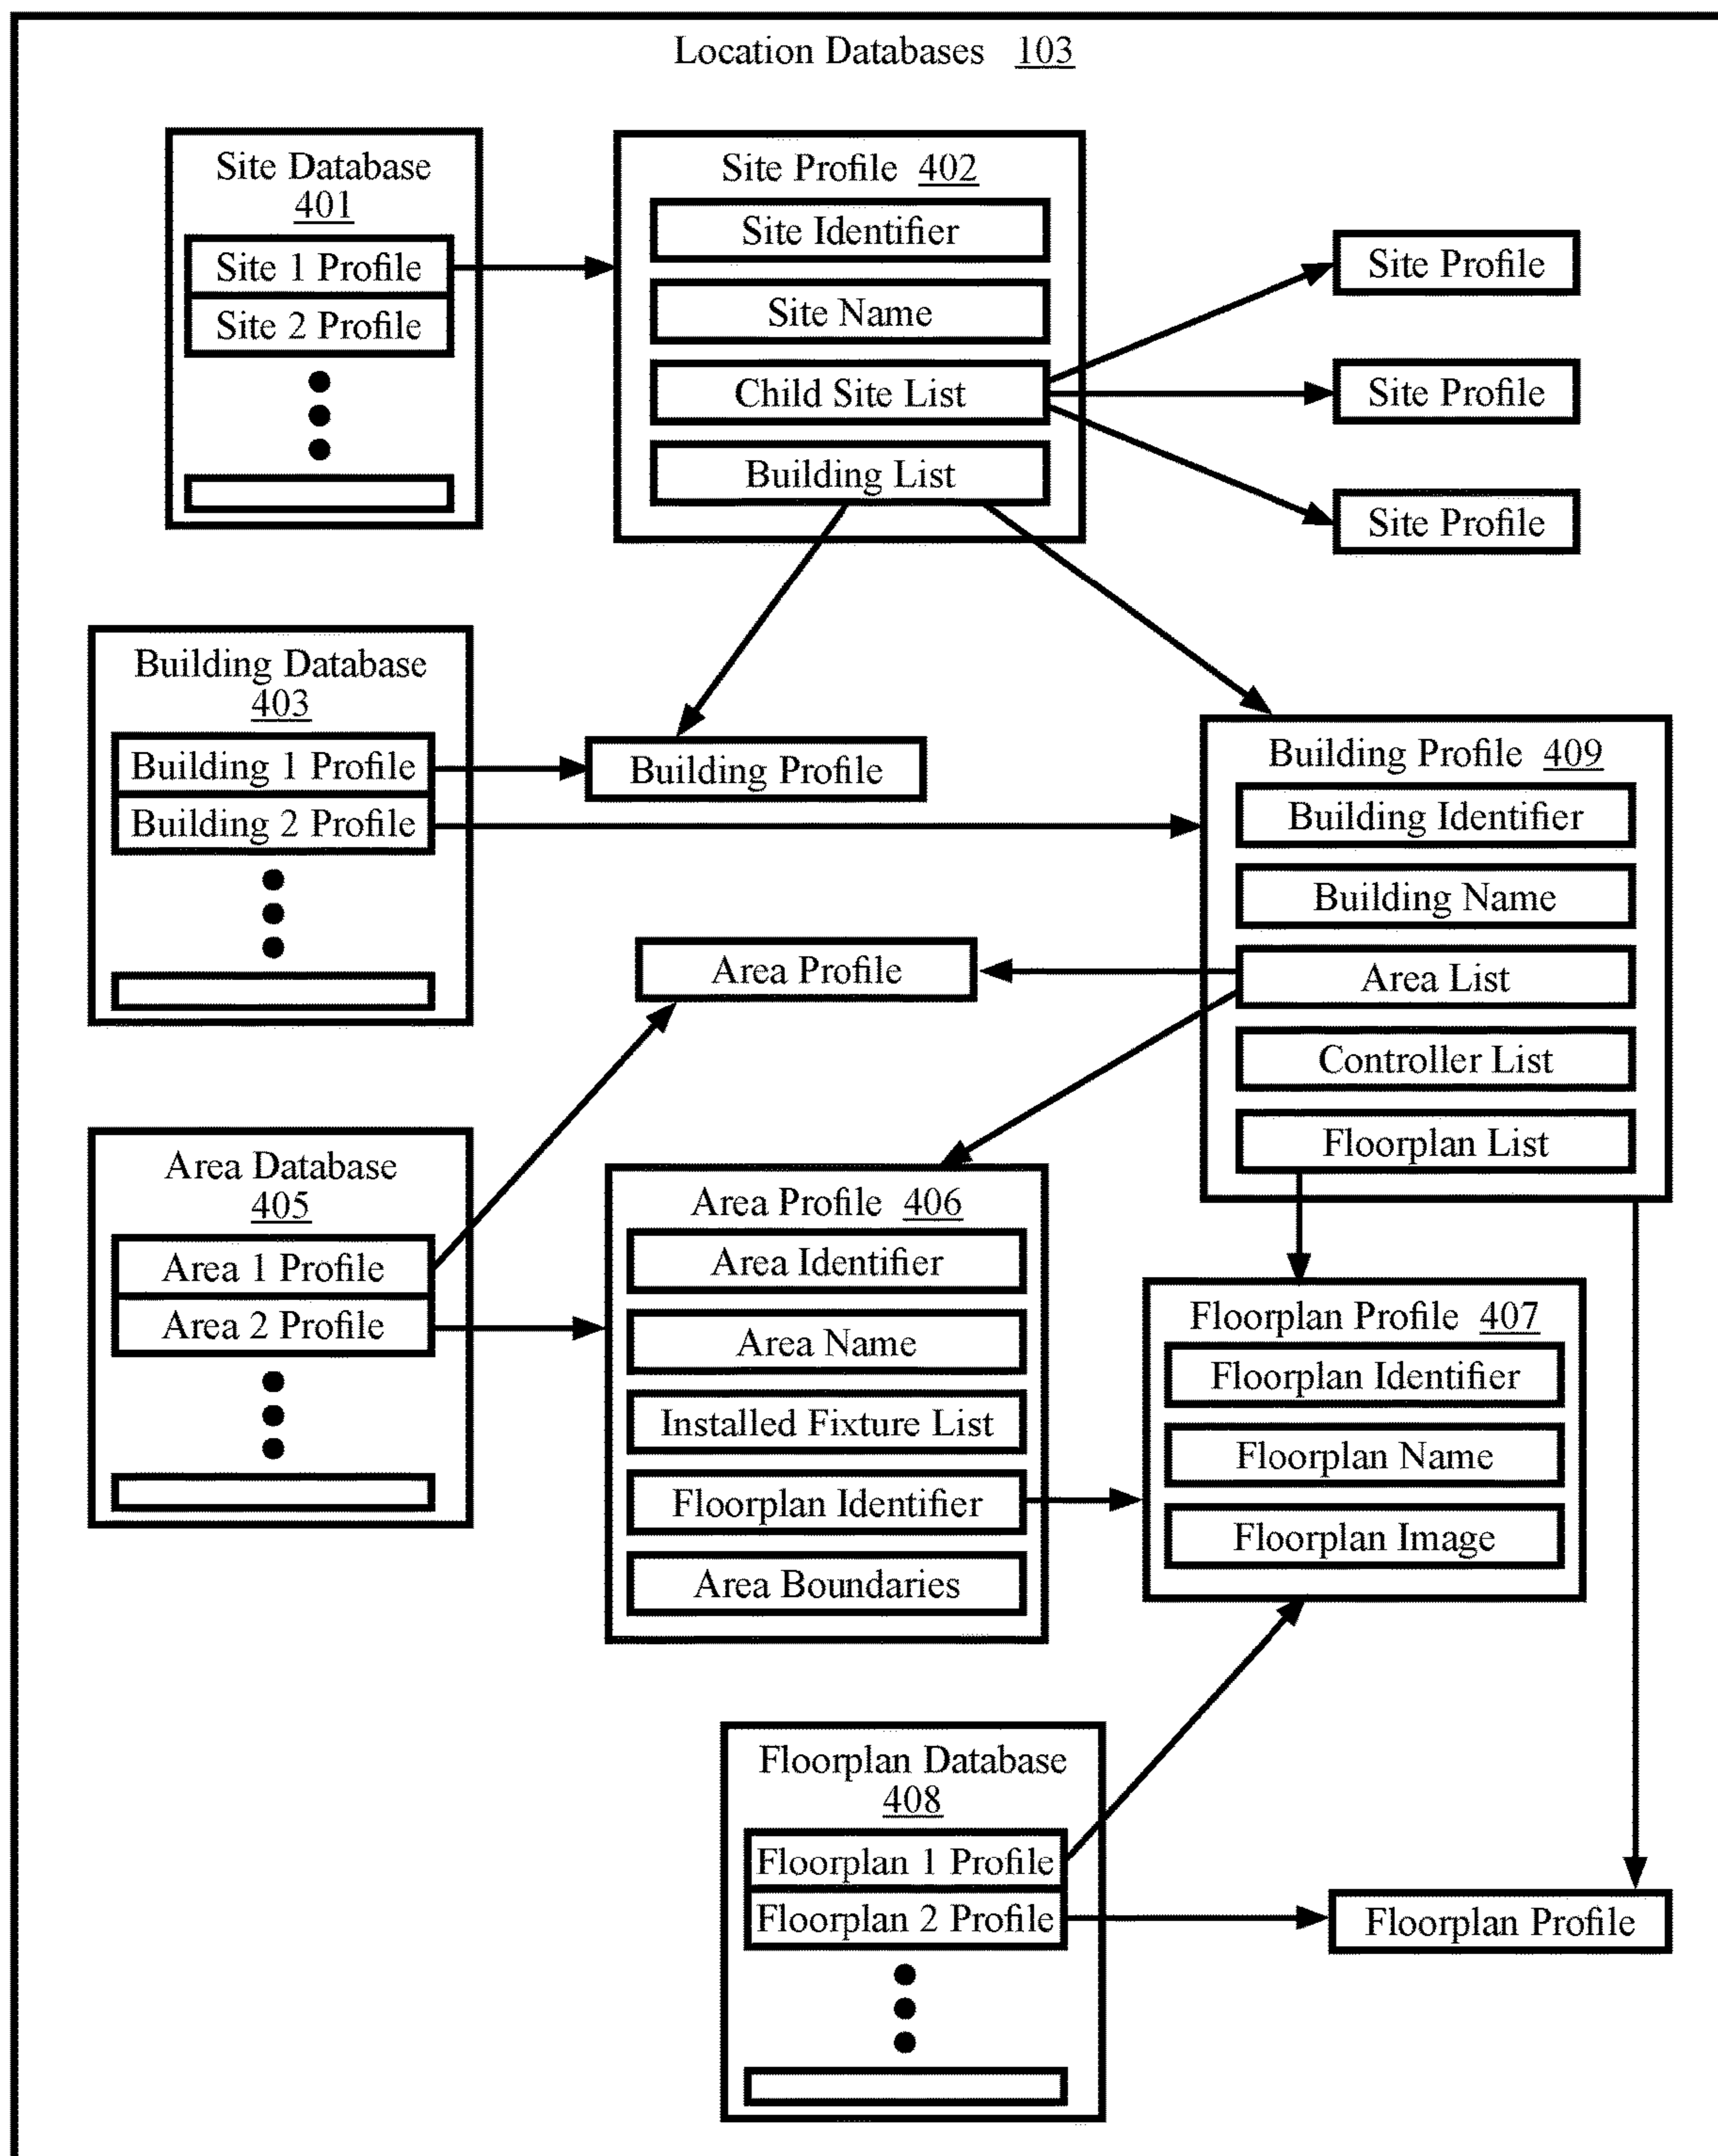 Location Databases 103
Site Database
401
Site 1 Profile
Site 2 Profile
Site Profile 402
Site Identifier
Site Name
Child Site List
Building List
Site Profile
Site Profile
Site Profile
Building Database
403
Building 1 Profile
Building 2 Profile
Building Profile
Building Profile 409
Building Identifier
Building Name
Area List
Controller List
Floorplan List
Area Profile
Area Database
405
Area 1 Profile
Area 2 Profile
Area Profile 406
Area Identifier
Area Name
Installed Fixture List
Floorplan Identifier
Area Boundaries
Floorplan Profile 407
Floorplan Identifier
Floorplan Name
Floorplan Image
Floorplan Database
408
Floorplan 1 Profile
Floorplan 2 Profile
Floorplan Profile